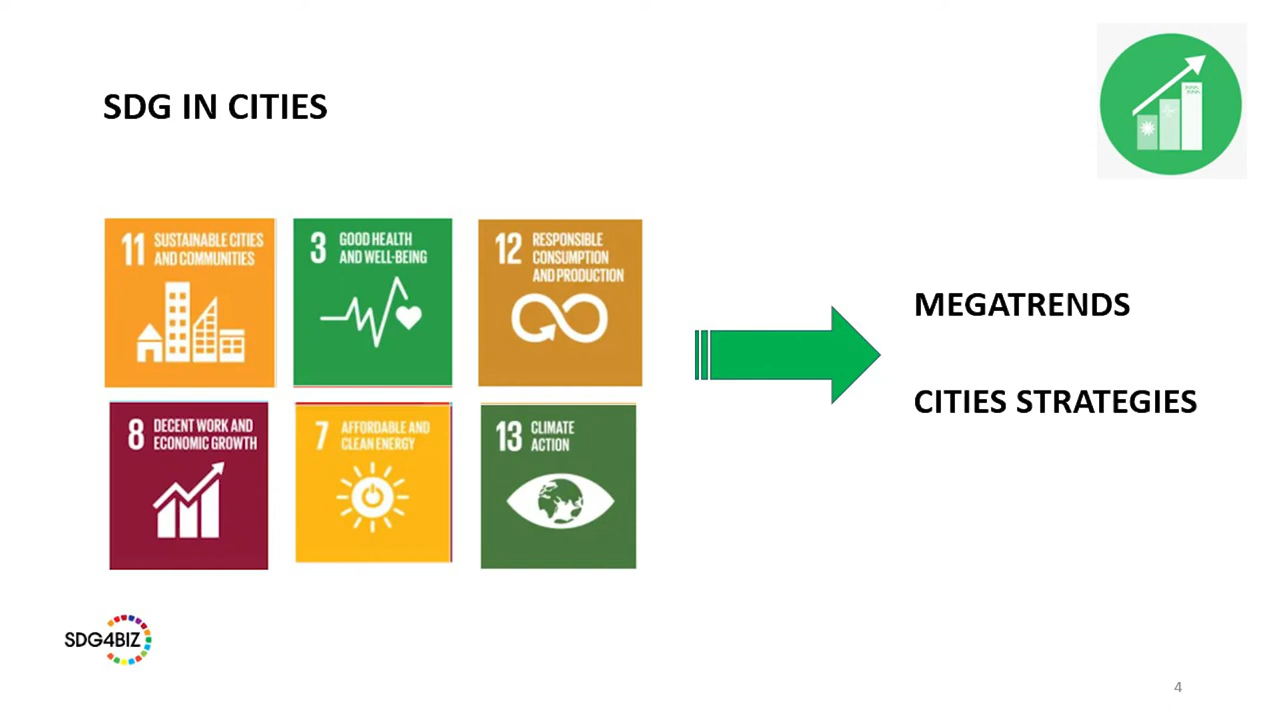 SDG IN CITIES
11 SUSTAINABLE CITIES
AND COMMUNITIES
3 GOOD HEALTH
AND WELL-BEING
12 RESPONSIBLE
CONSUMPTION
AND PRODUCTION
8 DECENT WORK AND
ECONOMIC GROWTH
7 AFFORDABLE AND
CLEAN ENERGY
13 CLIMATE
ACTION
MEGATRENDS
CITIES STRATEGIES
SDG4BIZ
4